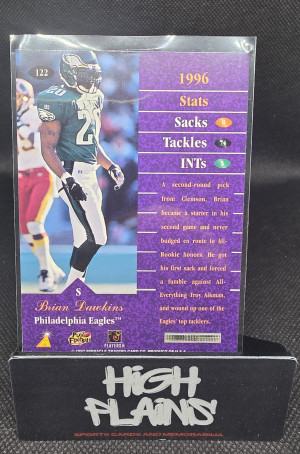 122
20
1996
Stats
Sacks
Tackles
INTs
A second-round pick
from Clemson, Brian
became a starter in his
second game and never
budged en route to All-
Rookie honors. He got
his first sack and forced
a fumble against All-
Everything Troy Aikman,
and wound up one of the
Eagles' top tacklers.
S
Brian Dawkins
Philadelphia Eagles™
PLAYERS
HIGH
PLAINS
SPORTS CARDS AND MEMORABILIA